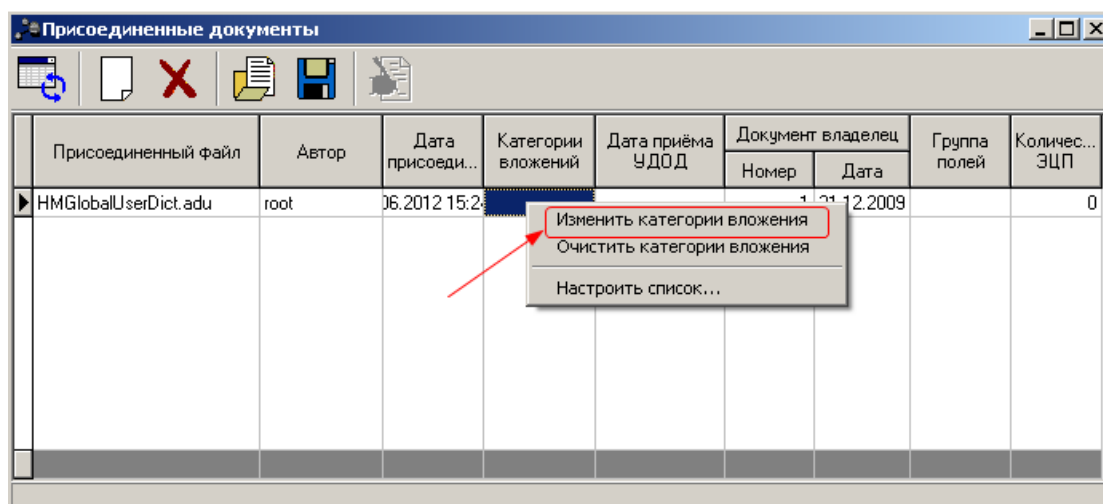 Присоединенные документы
Присоединенный файл
Автор
Дата
присоеди...
Категории
вложений
Дата приёма
УДОД
Документ владелец
Номер
Дата
Группа
полей
Количес...
ЭЦП
HMGlobalUserDict.adu
root
06.2012 15:24
1
21.12.2009
0
Изменить категории вложения
Очистить категории вложения
Настроить список...